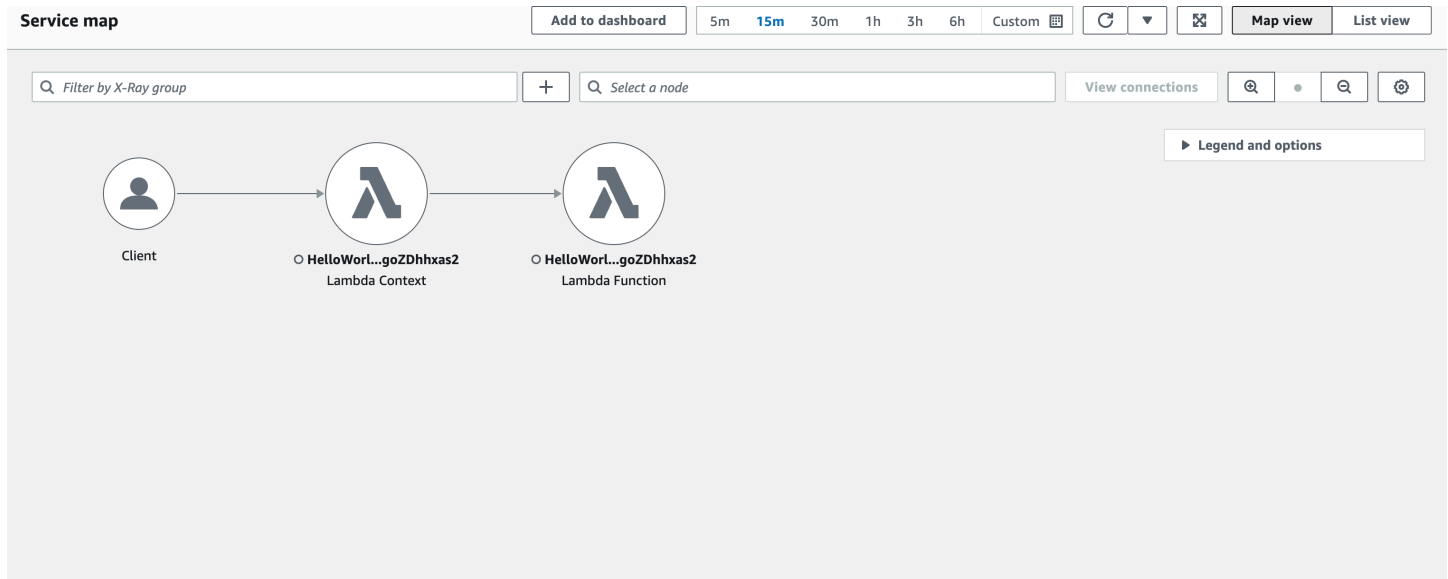 Service map
Add to dashboard
5m 15m 30m 1h 3h 6h Custom
Map view
List view
Filter by X-Ray group
Select a node
View connections
Legend and options
Client
HelloWorl...goZDhhxas2
Lambda Context
HelloWorl...goZDhhxas2
Lambda Function